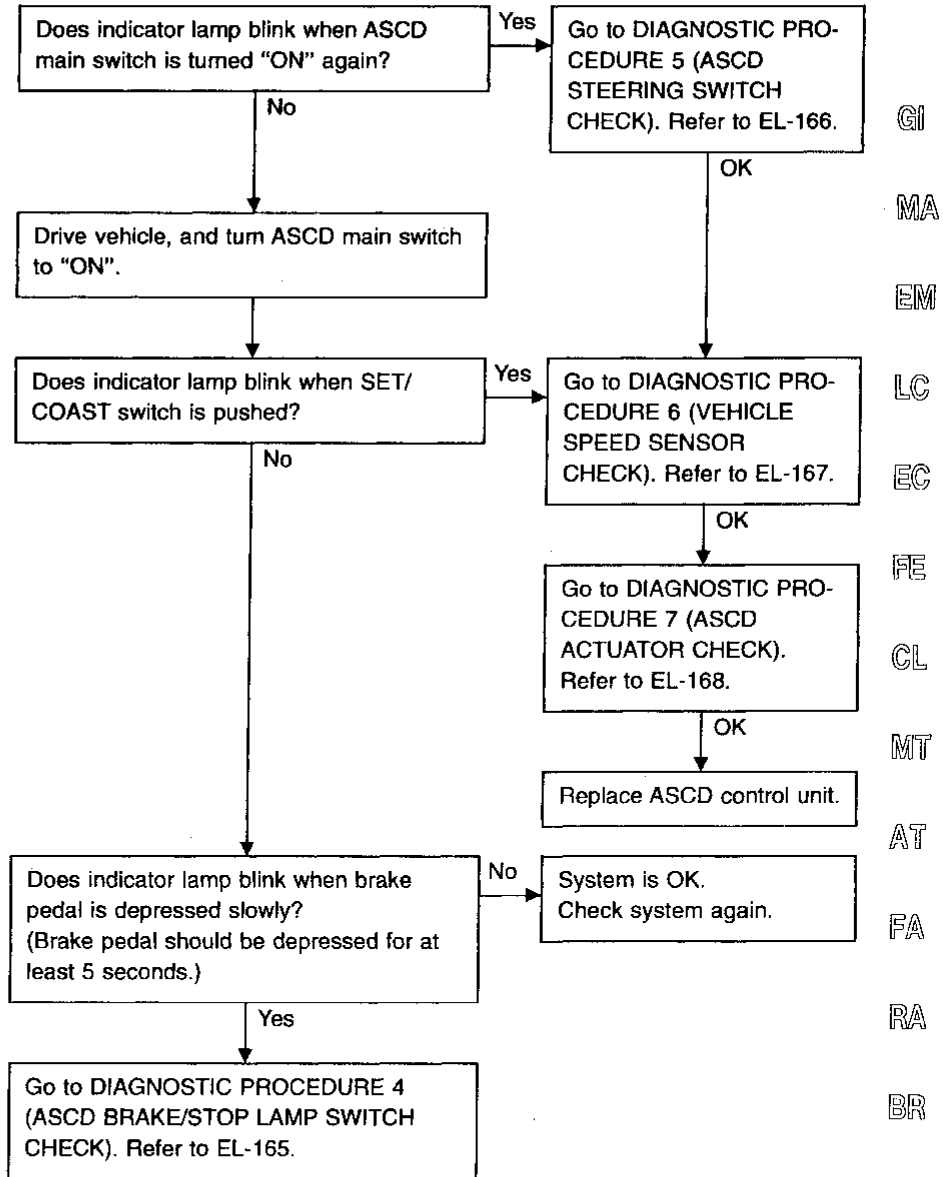 Does indicator lamp blink when ASCD
main switch is turned “ON” again?
Yes
Go to DIAGNOSTIC PRO-
CEDURE 5 (ASCD
STEERING SWITCH
CHECK). Refer to EL-166.
No
OK
Drive vehicle, and turn ASCD main switch
to “ON”.
Does indicator lamp blink when SET/
COAST switch is pushed?
Yes
Go to DIAGNOSTIC PRO-
CEDURE 6 (VEHICLE
SPEED SENSOR
CHECK). Refer to EL-167.
No
OK
Go to DIAGNOSTIC PRO-
CEDURE 7 (ASCD
ACTUATOR CHECK).
Refer to EL-168.
OK
Replace ASCD control unit.
Does indicator lamp blink when brake
pedal is depressed slowly?
(Brake pedal should be depressed for at
least 5 seconds.)
No
System is OK.
Check system again.
Yes
Go to DIAGNOSTIC PROCEDURE 4
(ASCD BRAKE/STOP LAMP SWITCH
CHECK). Refer to EL-165.
GI
MA
EM
LC
EC
FE
CL
MT
AT
FA
RA
BR